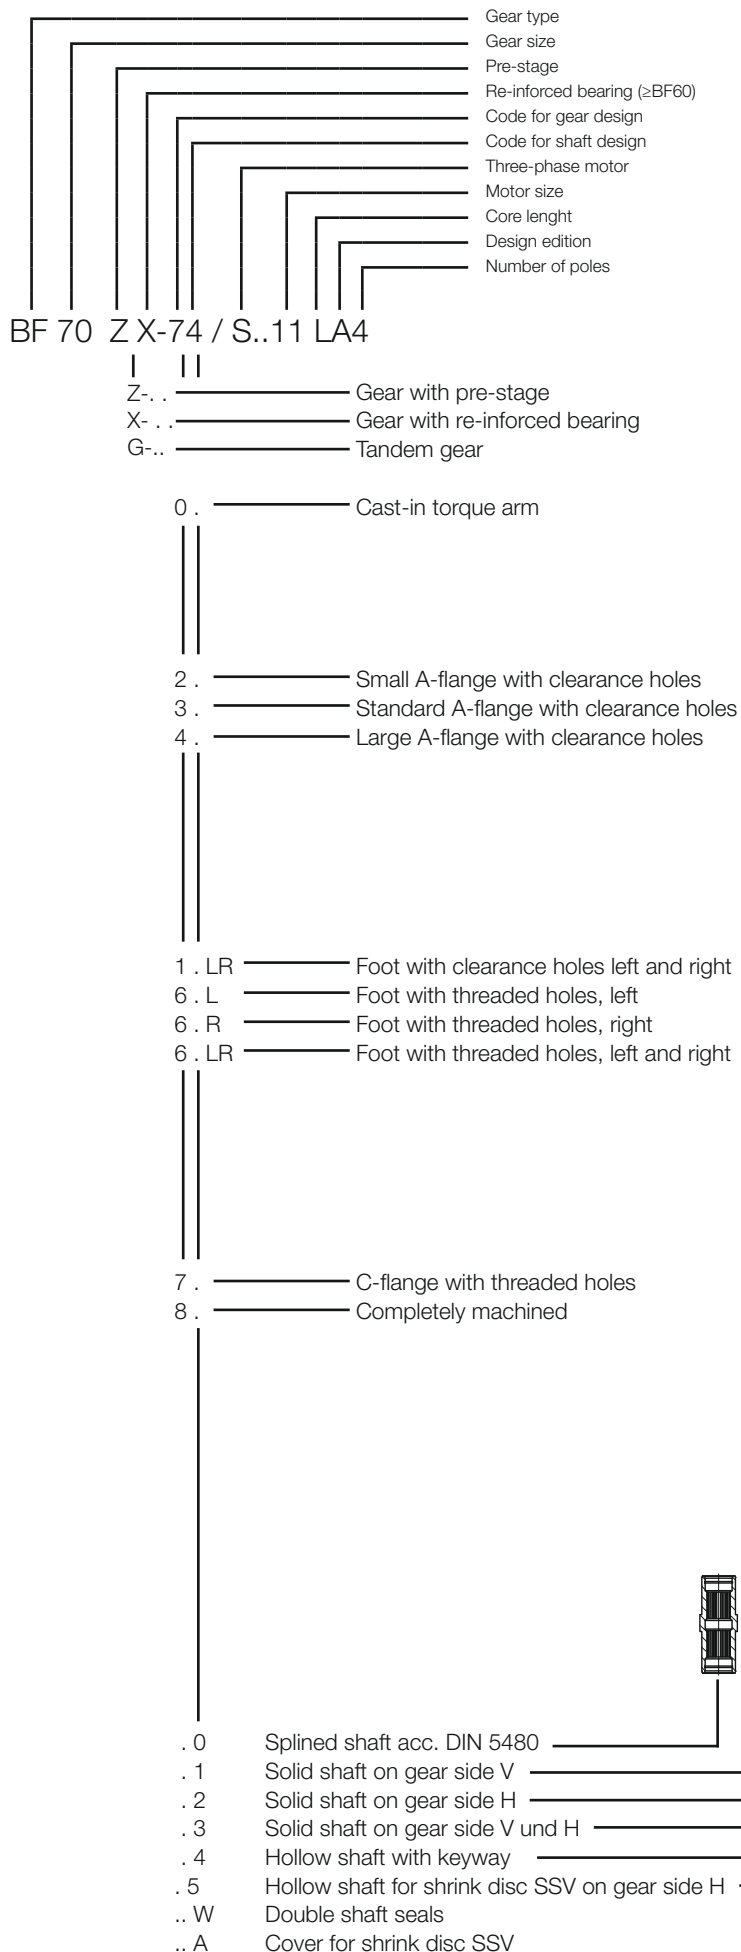 Gear type
Gear size
Pre-stage
Re-inforced bearing (≥BF60)
Code for gear design
Code for shaft design
Three-phase motor
Motor size
Core lenght
Design edition
Number of poles
BF 70 Z X-74 / S..11 LA4
Z-. . Gear with pre-stage
X- . . Gear with re-inforced bearing
G-.. Tandem gear
0 . Cast-in torque arm
2 . Small A-flange with clearance holes
3 . Standard A-flange with clearance holes
4 . Large A-flange with clearance holes
1 . LR Foot with clearance holes left and right
6 . L Foot with threaded holes, left
6 . R Foot with threaded holes, right
6 . LR Foot with threaded holes, left and right
7 . C-flange with threaded holes
8 . Completely machined
. 0 Splined shaft acc. DIN 5480
. 1 Solid shaft on gear side V
. 2 Solid shaft on gear side H
. 3 Solid shaft on gear side V und H
. 4 Hollow shaft with keyway
. 5 Hollow shaft for shrink disc SSV on gear side H
.. W Double shaft seals
.. A Cover for shrink disc SSV